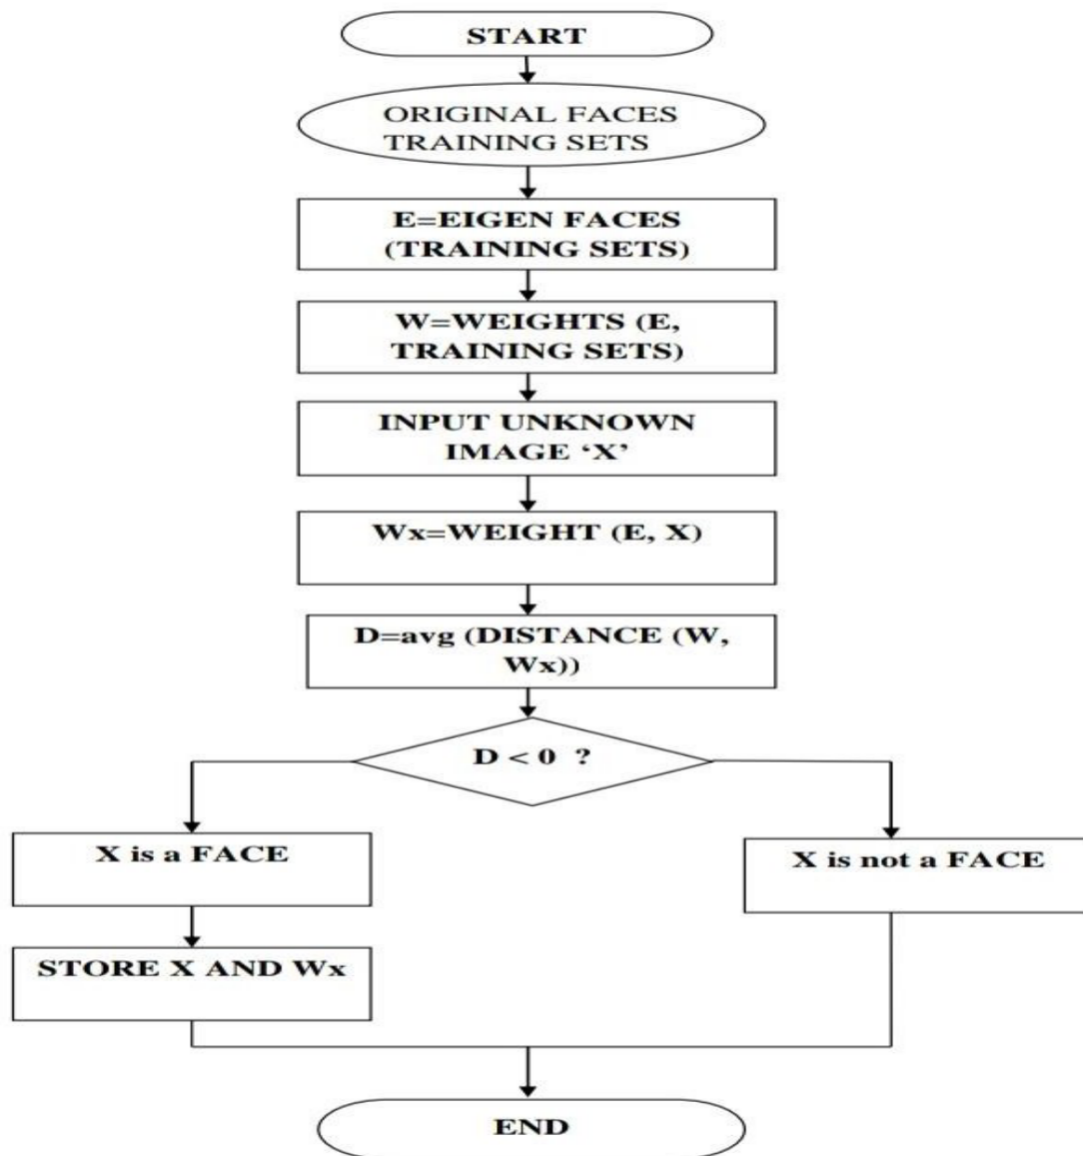 START
ORIGINAL FACES
TRAINING SETS
E=EIGEN FACES
(TRAINING SETS)
W=WEIGHTS (E,
TRAINING SETS)
INPUT UNKNOWN
IMAGE ‘X’
Wx=WEIGHT (E, X)
D=avg (DISTANCE (W,
Wx))
D < 0 ?
X is a FACE
X is not a FACE
STORE X AND Wx
END